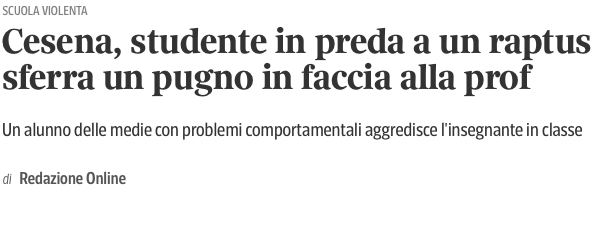 SCUOLA VIOLENTA
Cesena, studente in preda a un raptus
sferra un pugno in faccia alla prof
Un alunno delle medie con problemi comportamentali aggredisce l'insegnante in classe
di Redazione Online